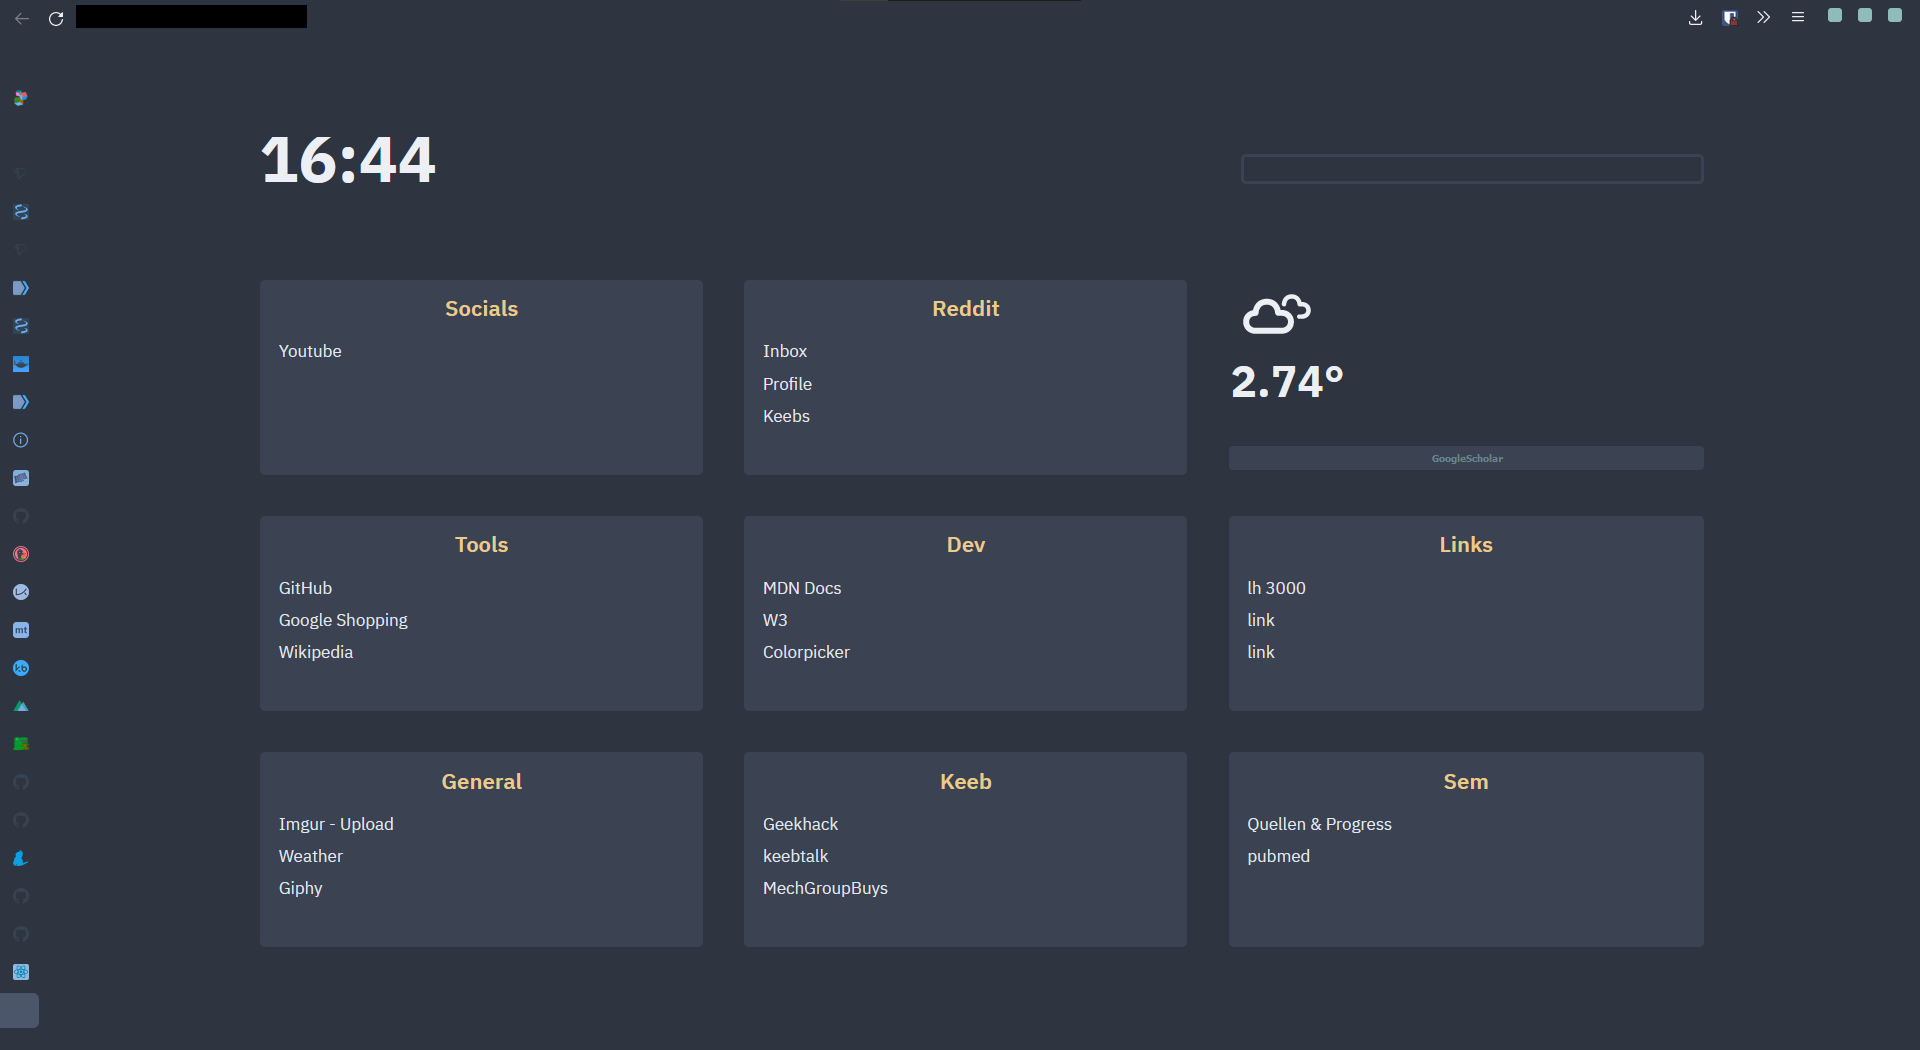 16:44
Socials
Youtube
Reddit
Inbox
Profile
Keebs
2.74°
GoogleScholar
Tools
GitHub
Google Shopping
Wikipedia
Dev
MDN Docs
W3
Colorpicker
Links
lh 3000
link
link
General
Imgur - Upload
Weather
Giphy
Keeb
Geekhack
keebtalk
MechGroupBuys
Sem
Quellen & Progress
pubmed
mt
kb